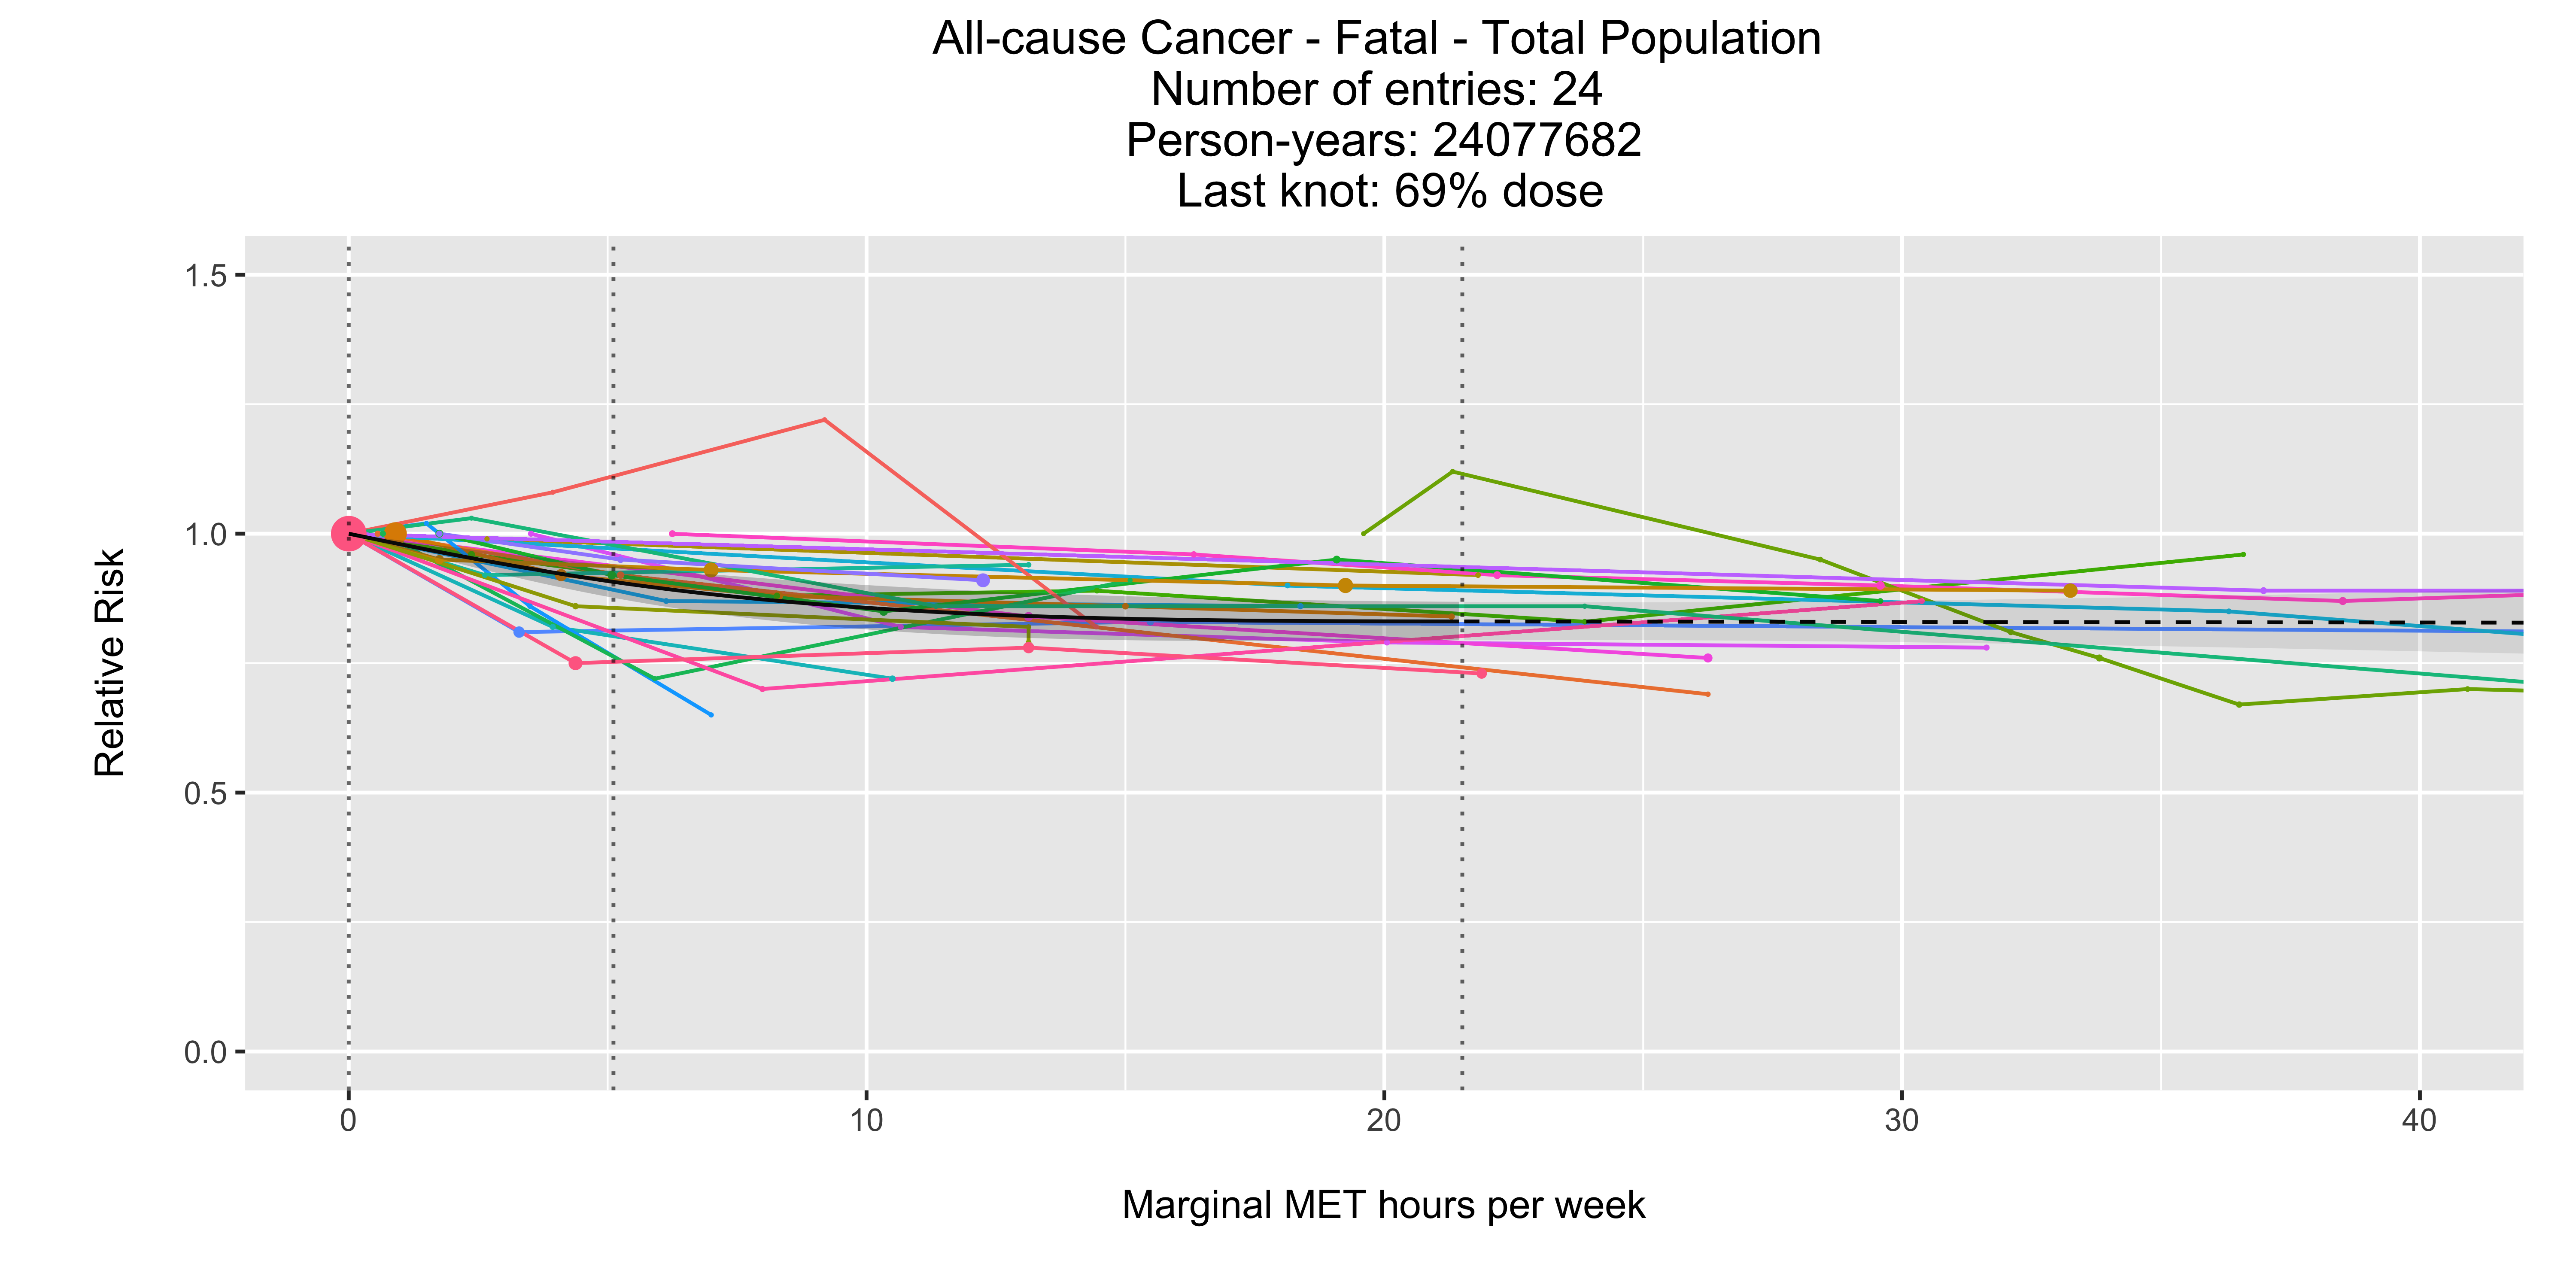 All-cause Cancer - Fatal - Total Population
Number of entries: 24
Person-years: 24077682
Last knot: 69% dose
1.5
1.0
0.5
0.0
Relative Risk
0 10 20 30 40
Marginal MET hours per week